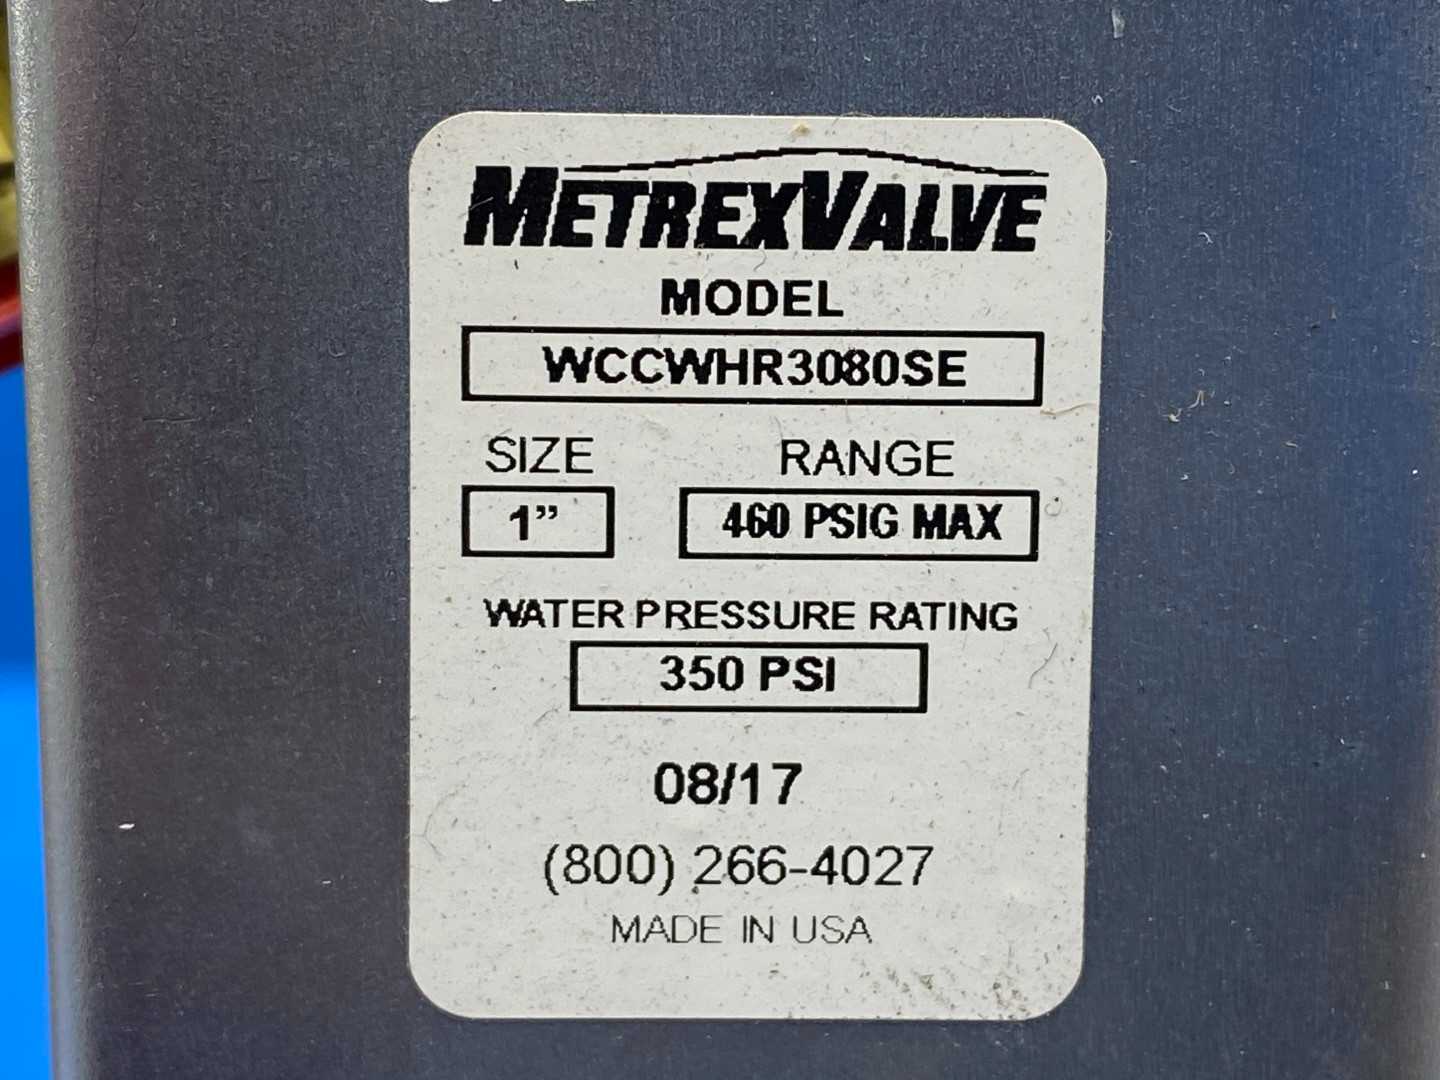 METREXVALVE
MODEL
WCCWHR3080SE
SIZE RANGE
1” 460 PSIG MAX
WATER PRESSURE RATING
350 PSI
08/17
(800) 266-4027
MADE IN USA